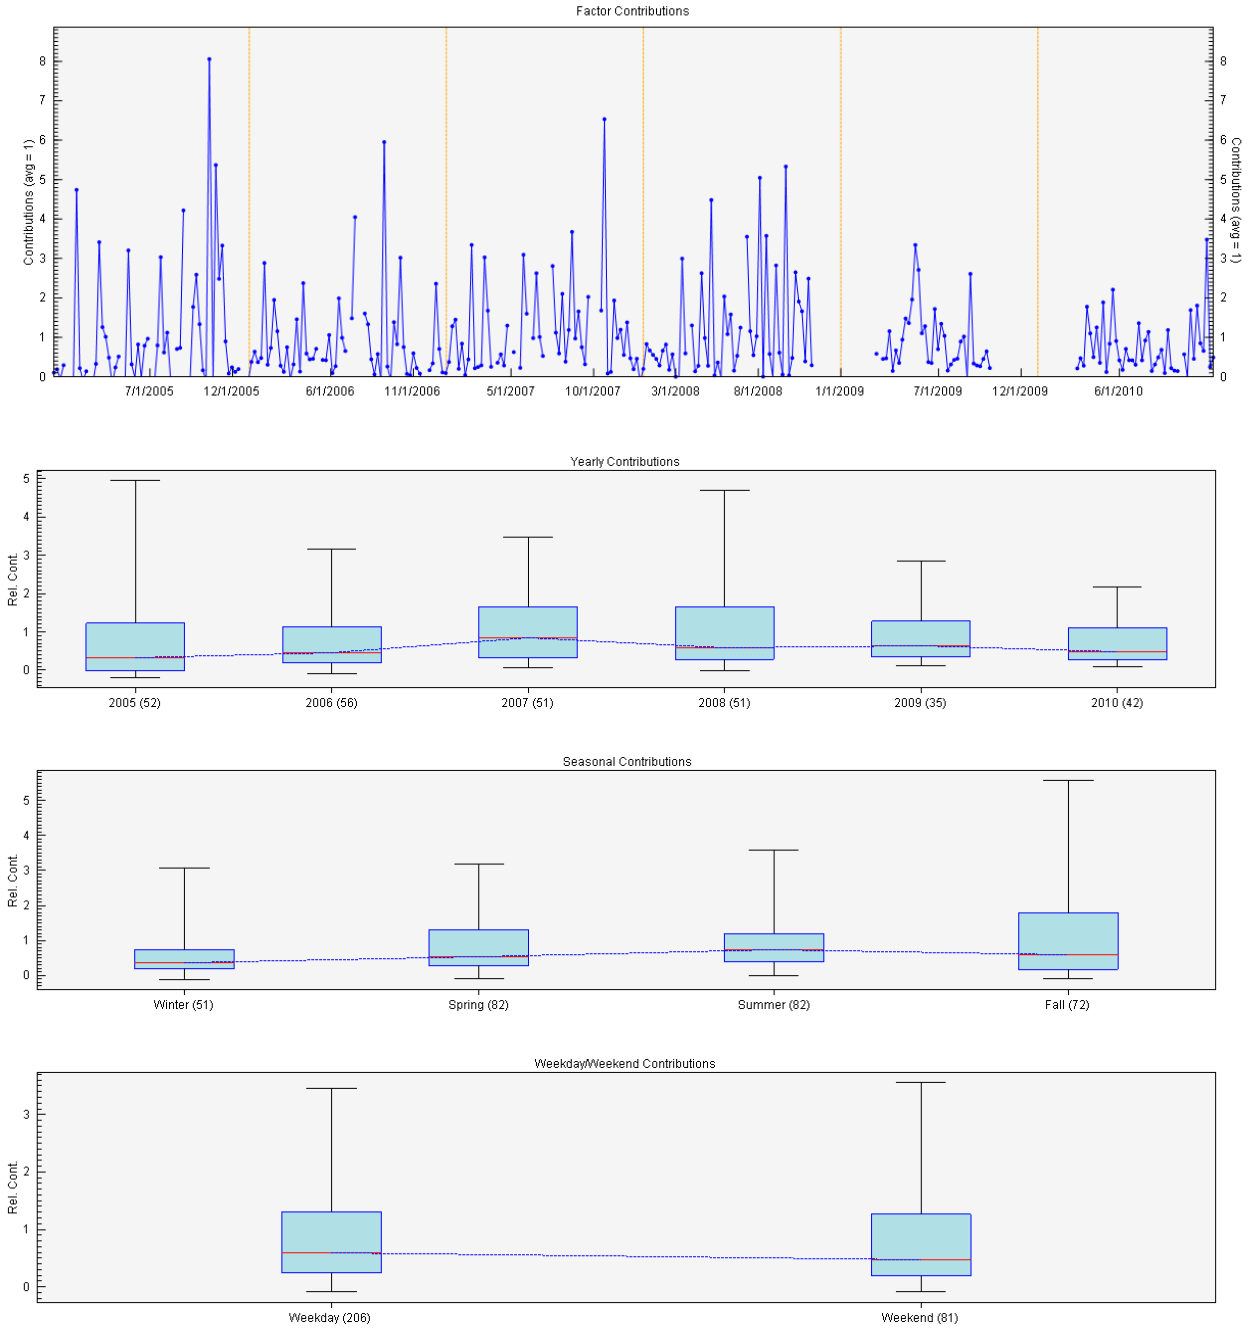 Factor Contributions
Contributions (avg = 1)
8 8
7 7
6 6
5 5
4 4
3 3
2 2
1 1
0 0
Contributions (avg = 1)
7/1/2005 12/1/2005 6/1/2006 11/1/2006 5/1/2007 10/1/2007 3/1/2008 8/1/2008 1/1/2009 7/1/2009 12/1/2009 6/1/2010
Yearly Contributions
Rel. Cont.
5
4
3
2
1
0
2005 (52) 2006 (56) 2007 (51) 2008 (51) 2009 (35) 2010 (42)
Seasonal Contributions
Rel. Cont.
5
4
3
2
1
0
Winter (51) Spring (82) Summer (82) Fall (72)
Weekday/Weekend Contributions
Rel. Cont.
3
2
1
0
Weekday (206) Weekend (81)